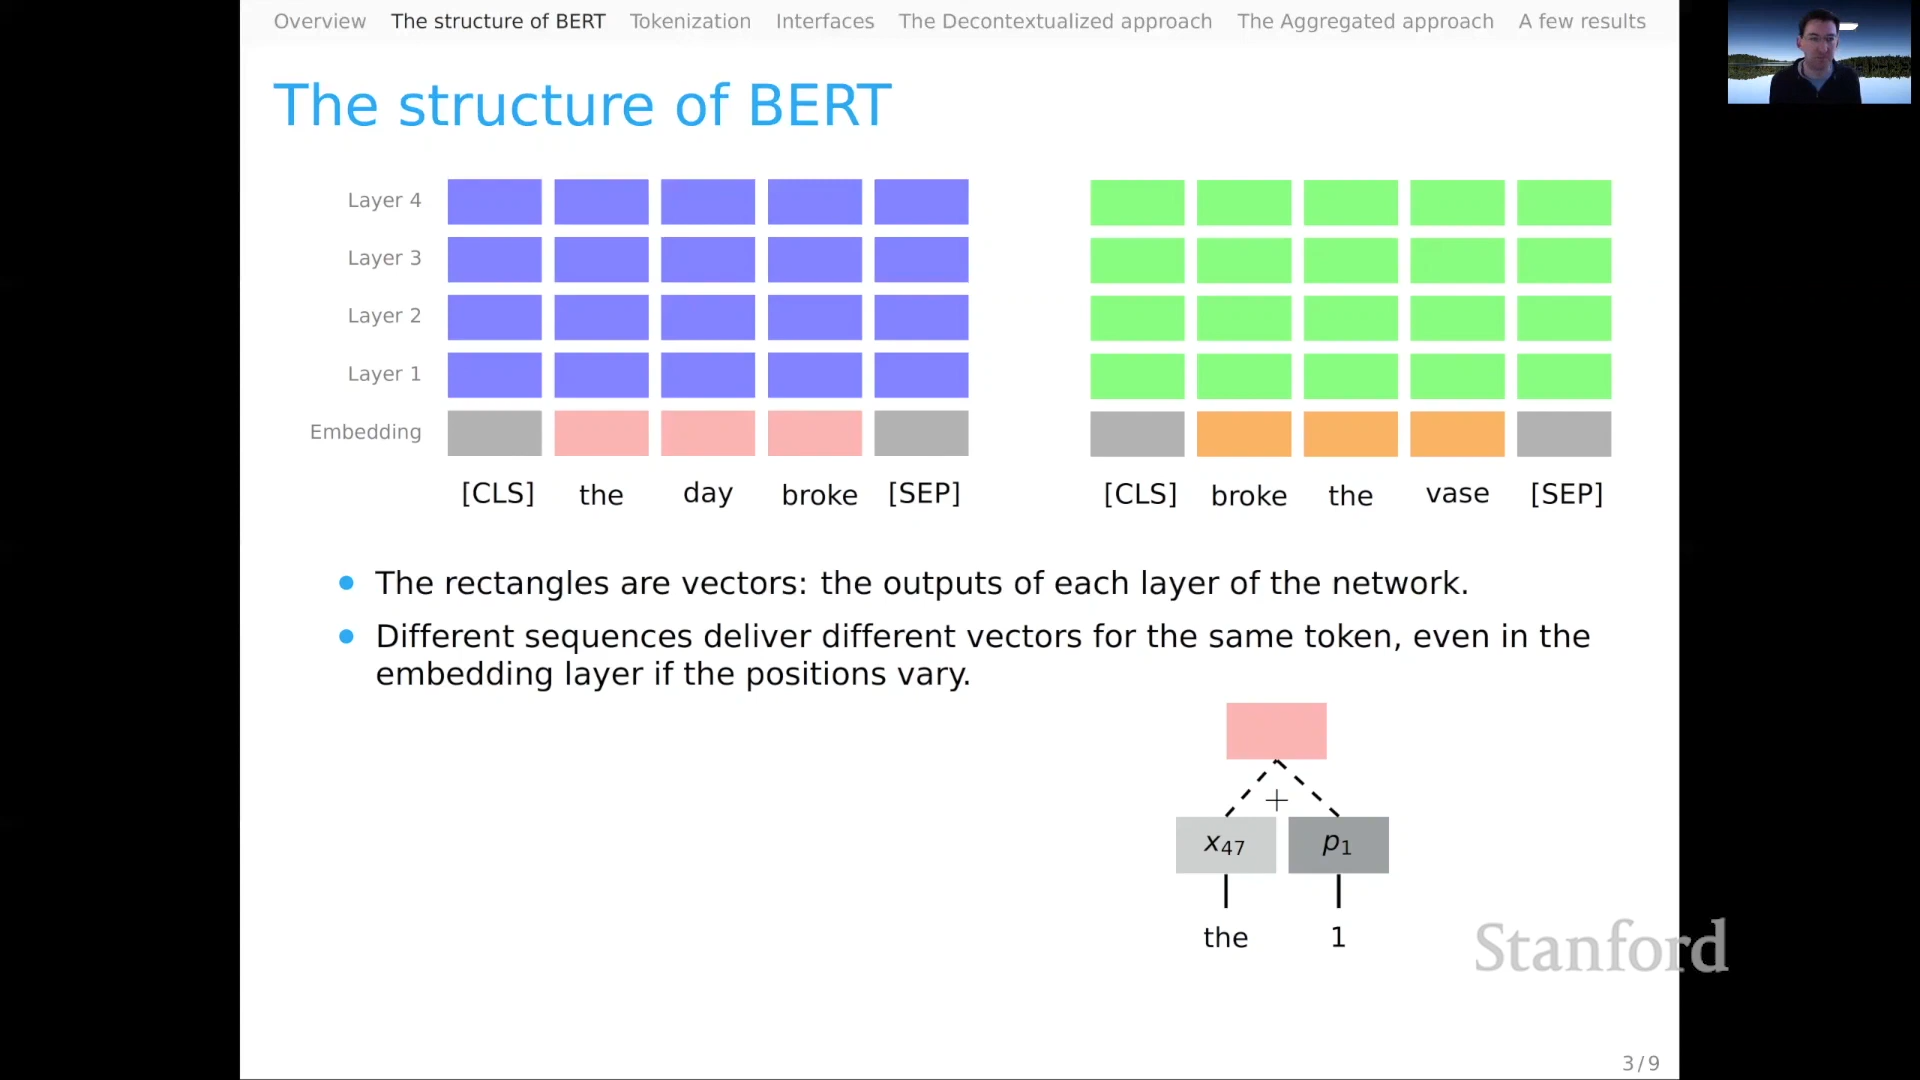 Overview The structure of BERT Tokenization Interfaces The Decontextualized approach The Aggregated approach A few results
The structure of BERT
Layer 4
Layer 3
Layer 2
Layer 1
Embedding
[CLS] the day broke [SEP]
[CLS] broke the vase [SEP]
The rectangles are vectors: the outputs of each layer of the network.
Different sequences deliver different vectors for the same token, even in the
embedding layer if the positions vary.
+
x47 p1
the 1
Stanford
3/9